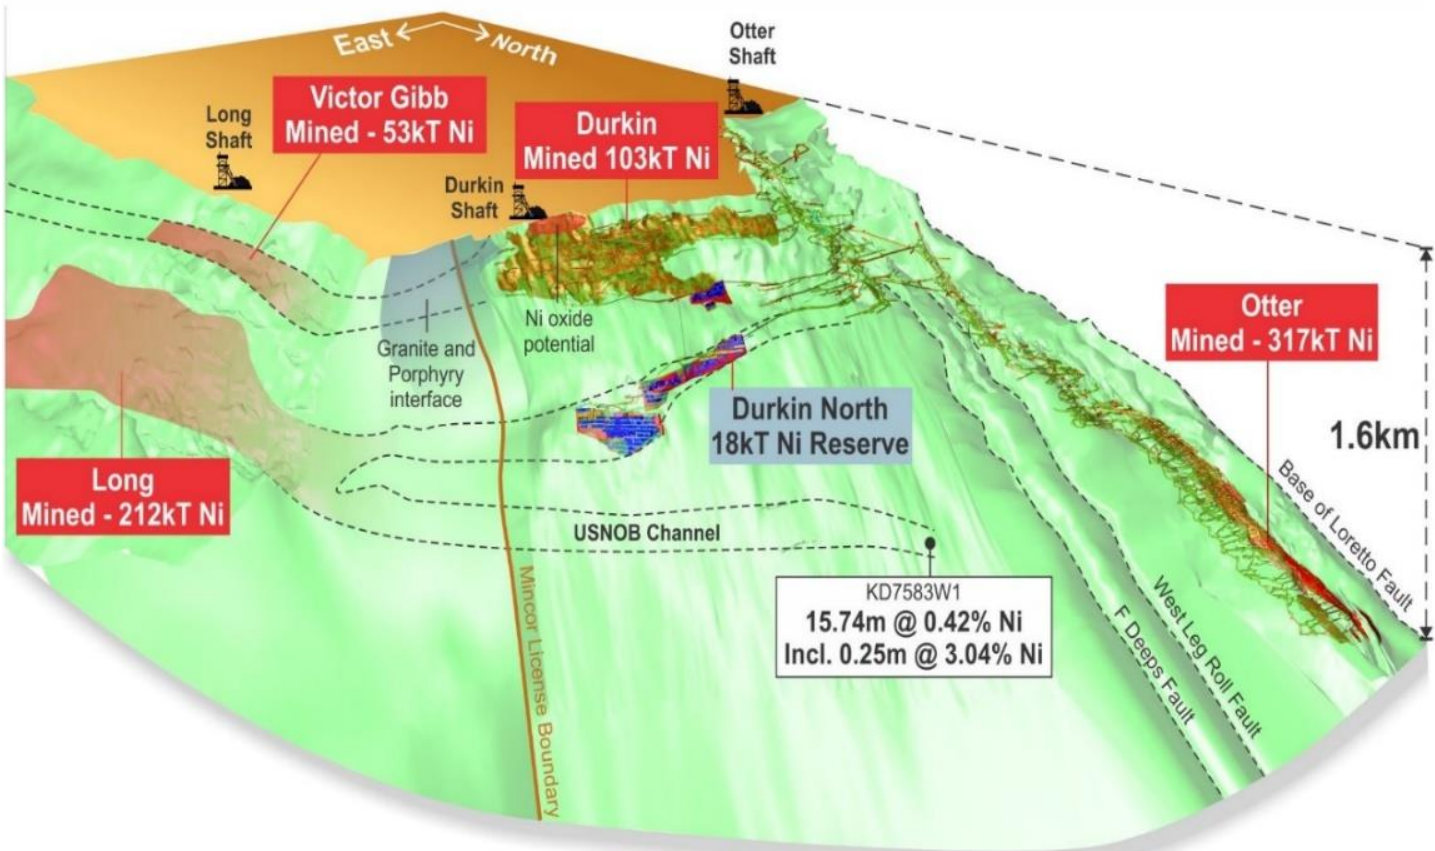 East
North
Otter
Shaft
Long
Shaft
Victor Gibb
Mined - 53kT Ni
Durkin
Mined 103kT Ni
Durkin
Shaft
Ni oxide
potential
Granite and
Porphyry
interface
Otter
Mined - 317kT Ni
Durkin North
18kT Ni Reserve
1.6km
Long
Mined - 212kT Ni
USNOB Channel
KD7583W1
15.74m @ 0.42% Ni
Incl. 0.25m @ 3.04% Ni
Base of Loretto Fault
West Leg Roll Fault
F Deeps Fault
Mincor License Boundary